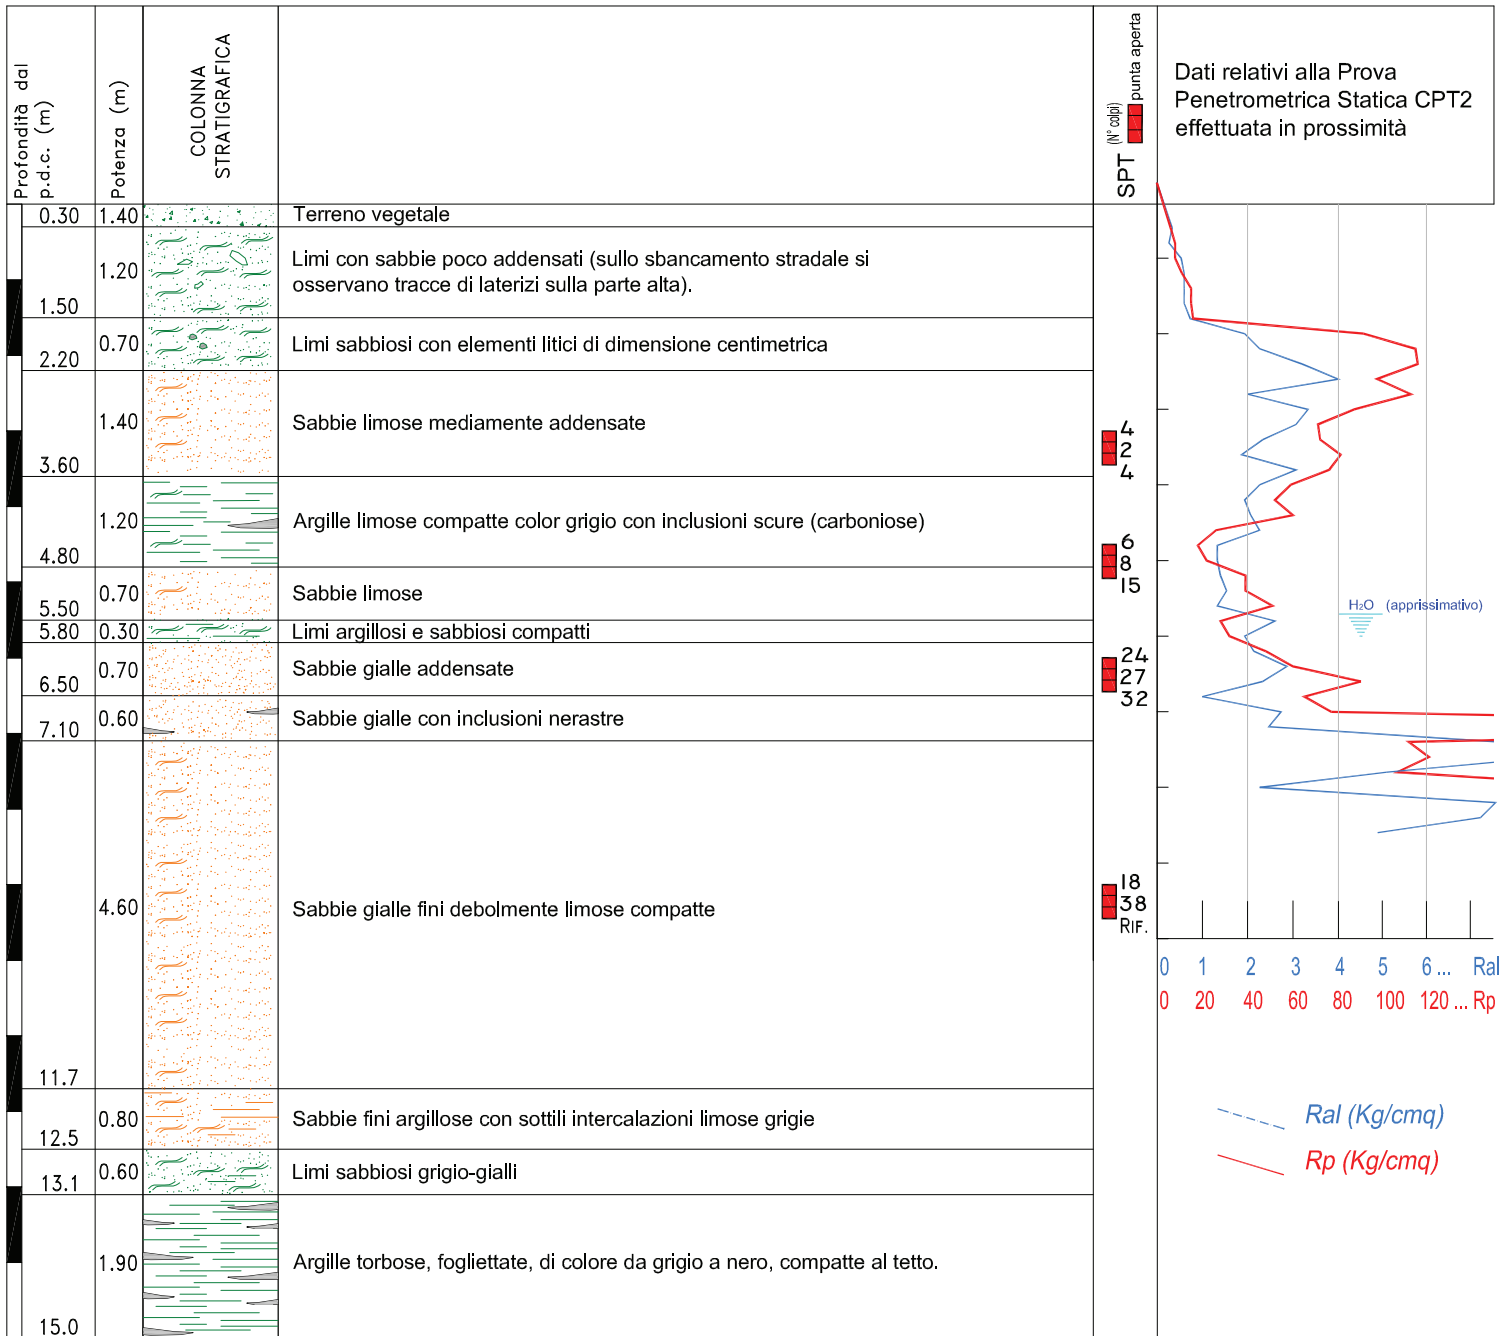 Profondità dal
p.d.c. (m)
Potenza (m)
COLONNA
STRATIGRAFICA
SPT
(N° colpi)
punta aperta
Dati relativi alla Prova
Penetrometrica Statica CPT2
effettuata in prossimità
0.30 1.40 Terreno vegetale
1.20
Limi con sabbie poco addensati (sullo sbancamento stradale si
osservano tracce di laterizi sulla parte alta).
1.50
0.70 Limi sabbiosi con elementi litici di dimensione centimetrica
2.20
1.40 Sabbie limose mediamente addensate
3.60
4
2
4
1.20 Argille limose compatte color grigio con inclusioni scure (carboniose)
4.80
6
8
15
0.70 Sabbie limose
5.50
H2O (apprissimativo)
5.80 0.30 Limi argillosi e sabbiosi compatti
0.70 Sabbie gialle addensate
6.50
24
27
32
0.60 Sabbie gialle con inclusioni nerastre
7.10
4.60 Sabbie gialle fini debolmente limose compatte
18
38
RIF.
0 1 2 3 4 5 6 ... Ral
0 20 40 60 80 100 120 ... Rp
11.7
0.80 Sabbie fini argillose con sottili intercalazioni limose grigie
12.5
Ral (Kg/cmq)
Rp (Kg/cmq)
0.60 Limi sabbiosi grigio-gialli
13.1
1.90 Argille torbose, fogliettate, di colore da grigio a nero, compatte al tetto.
15.0